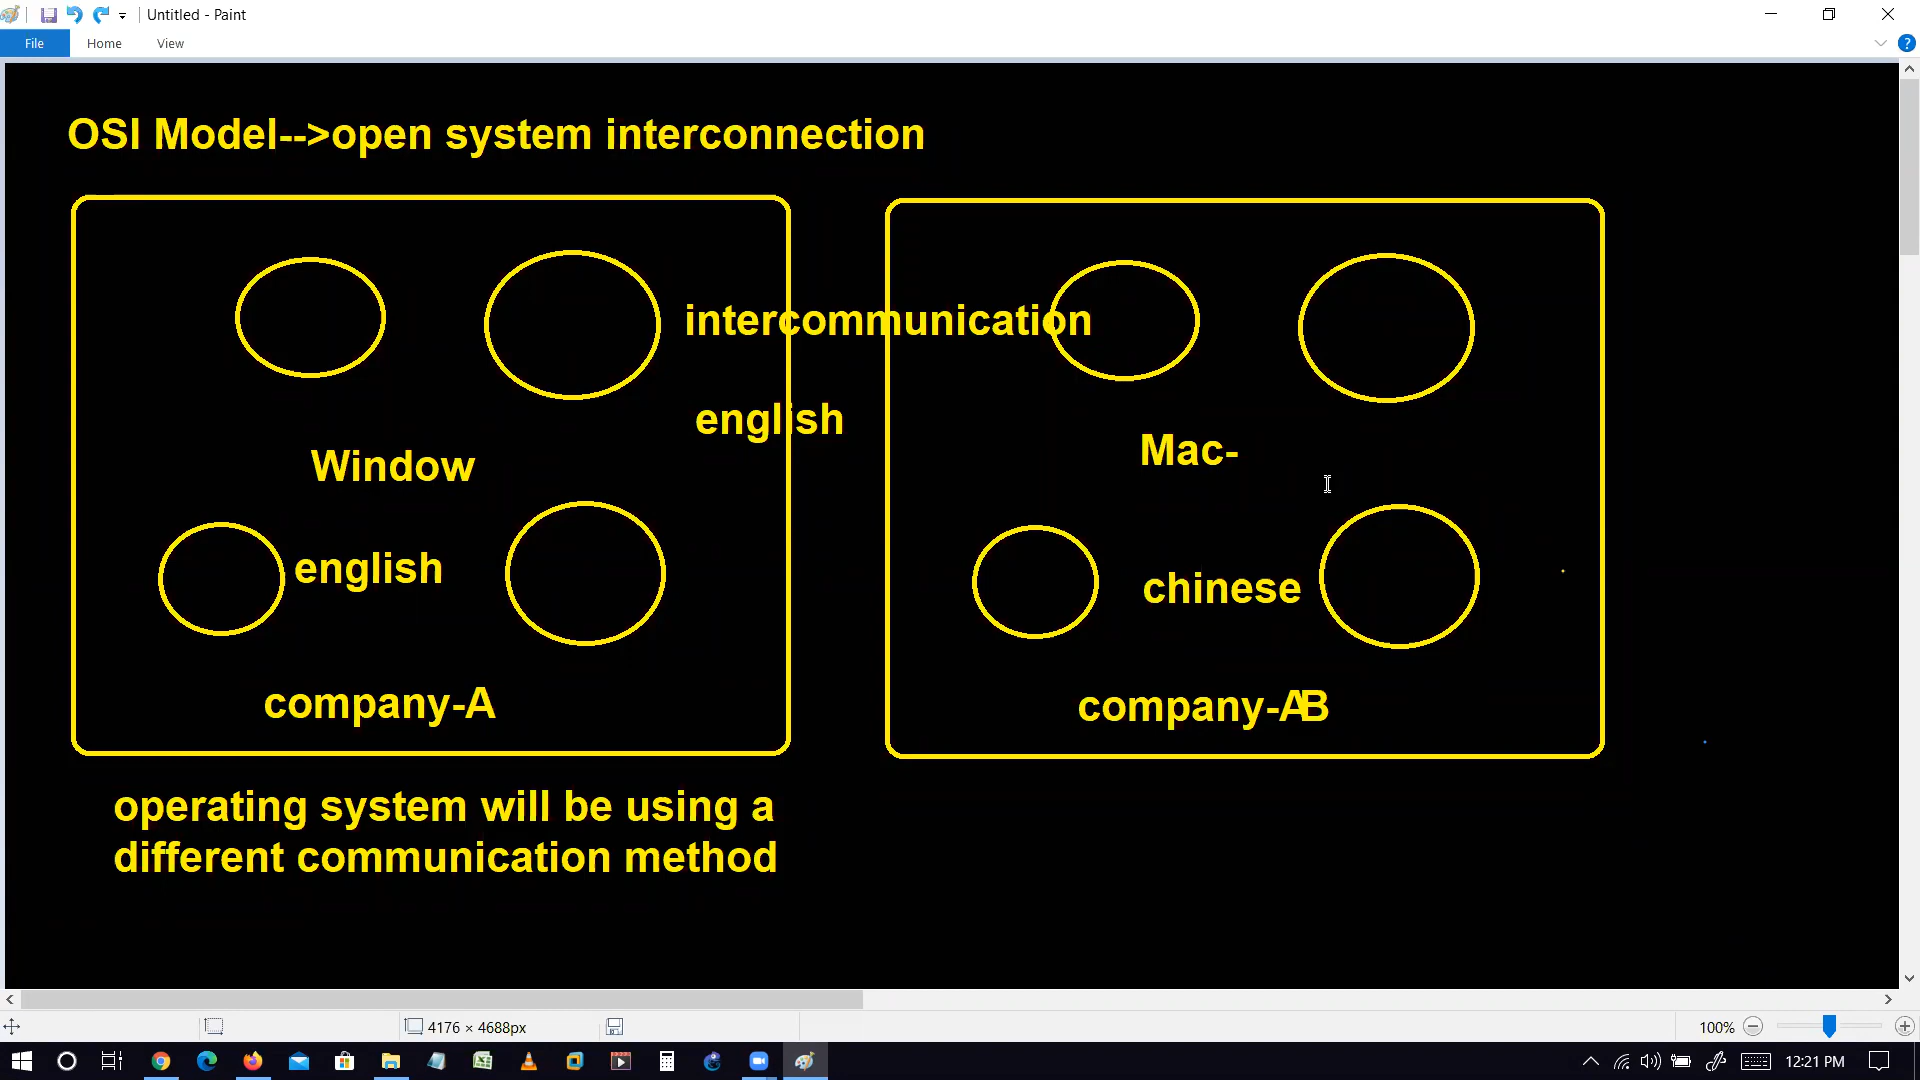 Untitled - Paint
File Home View
OSI Model-->open system interconnection
intercommunication
english
Window
Mac-
english
chinese
company-A
company-AB
operating system will be using a
different communication method
4176 × 4688px
100%
12:21 PM